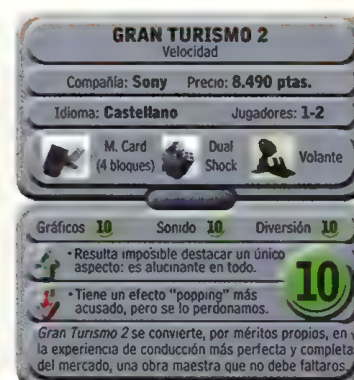 GRAN TURISMO 2
Velocidad
Compañía: Sony Precio: 8.490 ptas.
Idioma: Castellano Jugadores: 1-2
M. Card
(4 bloques)
Dual
Shock
Volante
Gráficos 10 Sonido 10 Diversión 10
· Resulta imposible destacar un único
aspecto: es alucinante en todo.
· Tiene un efecto "popping" más
acusado, pero se lo perdonamos.
10
Gran Turismo 2 se convierte, por méritos propios, en
la experiencia de conducción más perfecta y completa
del mercado, una obra maestra que no debe faltaros.